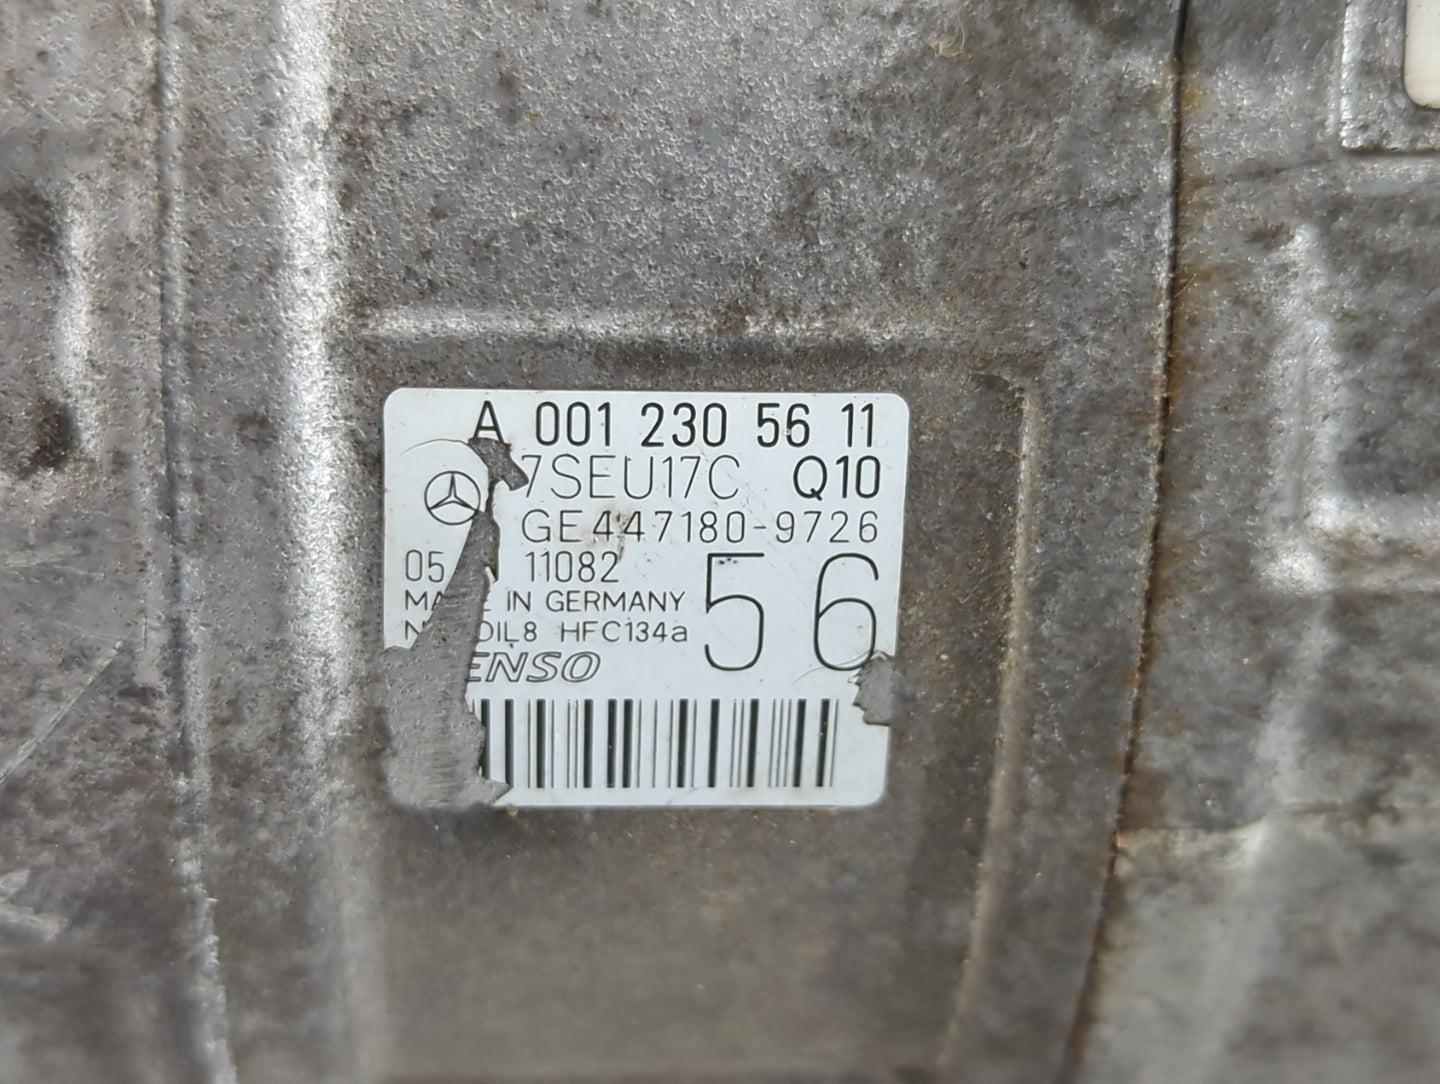 A 001 230 56 11
7SEU17C Q10
GE447180-9726
05 11082
IN GERMANY 56
OIL8 HFC134a
ENSO